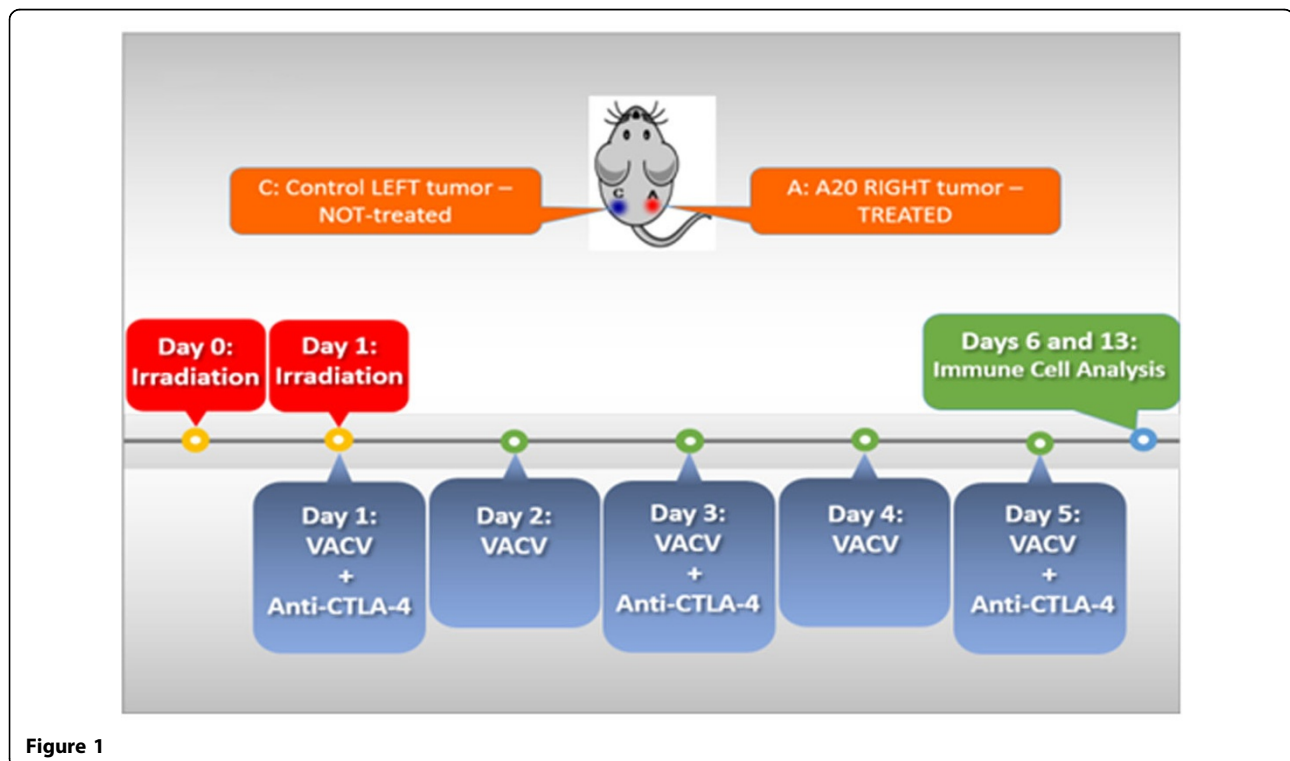 C: Control LEFT tumor –
NOT-treated
A: A20 RIGHT tumor –
TREATED
C A
Day 0:
Irradiation
Day 1:
Irradiation
Days 6 and 13:
Immune Cell Analysis
Day 1:
VACV
+
Anti-CTLA-4
Day 2:
VACV
Day 3:
VACV
+
Anti-CTLA-4
Day 4:
VACV
Day 5:
VACV
+
Anti-CTLA-4
Figure 1